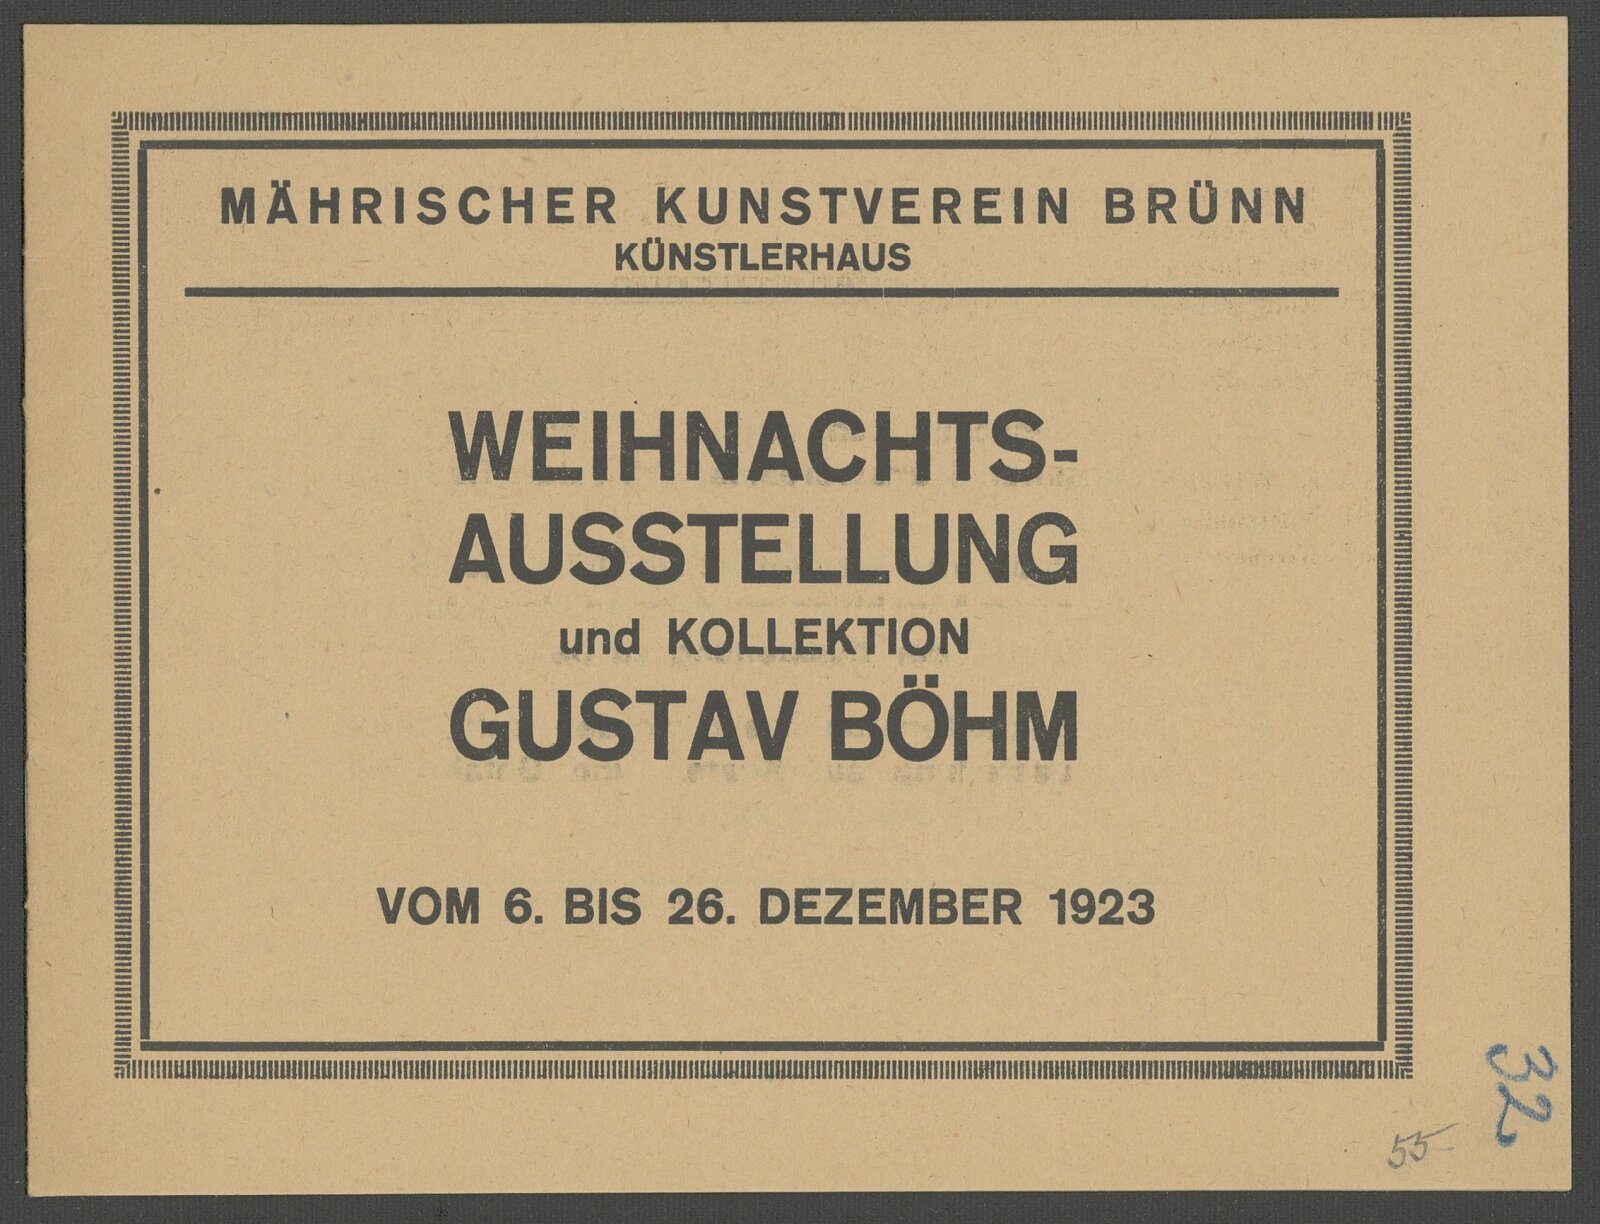 MÄHRISCHER KUNSTVEREIN BRÜNN
KÜNSTLERHAUS
WEIHNACHTS-
AUSSTELLUNG
und KOLLEKTION
GUSTAV BÖHM
VOM 6. BIS 26. DEZEMBER 1923
32
55-